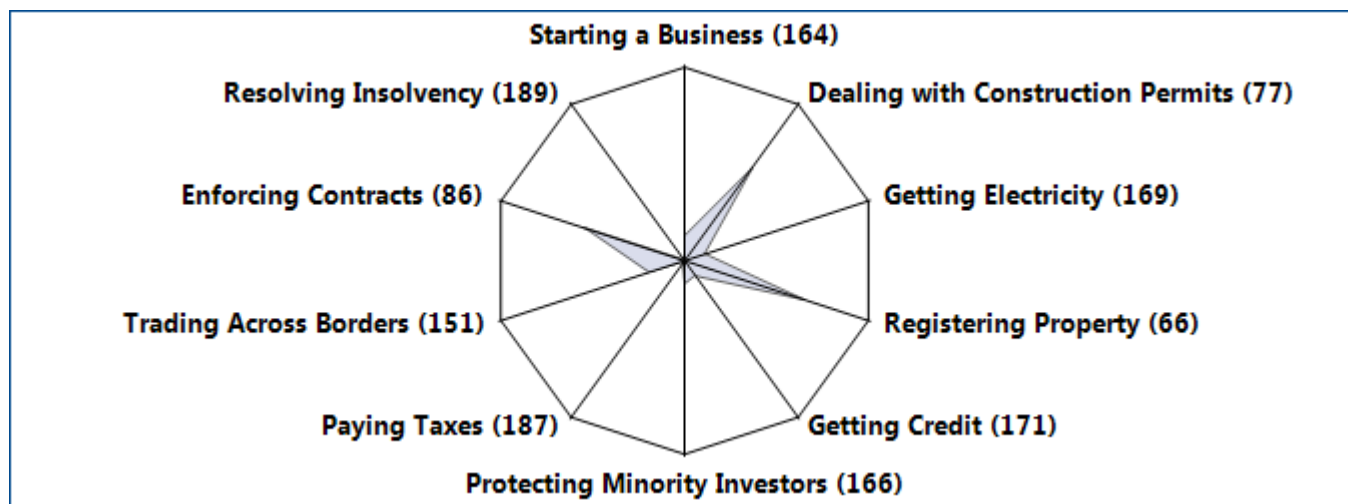 Starting a Business (164)
Resolving Insolvency (189)
Dealing with Construction Permits (77)
Enforcing Contracts (86)
Getting Electricity (169)
Trading Across Borders (151)
Registering Property (66)
Paying Taxes (187)
Getting Credit (171)
Protecting Minority Investors (166)